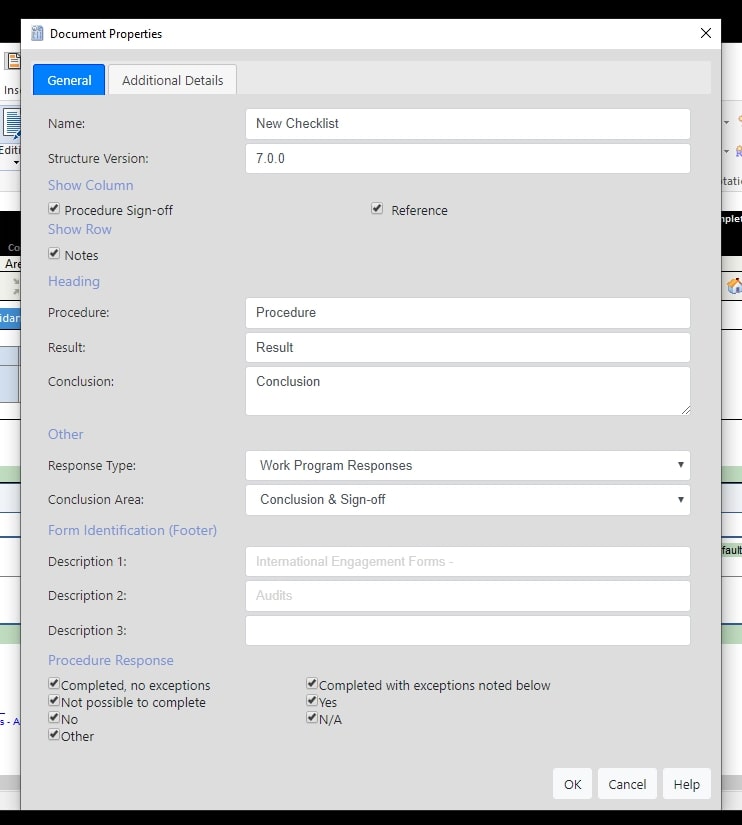 Document Properties
General Additional Details
Name: New Checklist
Structure Version: 7.0.0
Show Column
Procedure Sign-off Reference
Show Row
Notes
Heading
Procedure: Procedure
Result: Result
Conclusion: Conclusion
Other
Response Type: Work Program Responses
Conclusion Area: Conclusion & Sign-off
Form Identification (Footer)
Description 1: International Engagement Forms -
Description 2: Audits
Description 3:
Procedure Response
Completed, no exceptions Completed with exceptions noted below
Not possible to complete Yes
No N/A
Other
OK Cancel Help